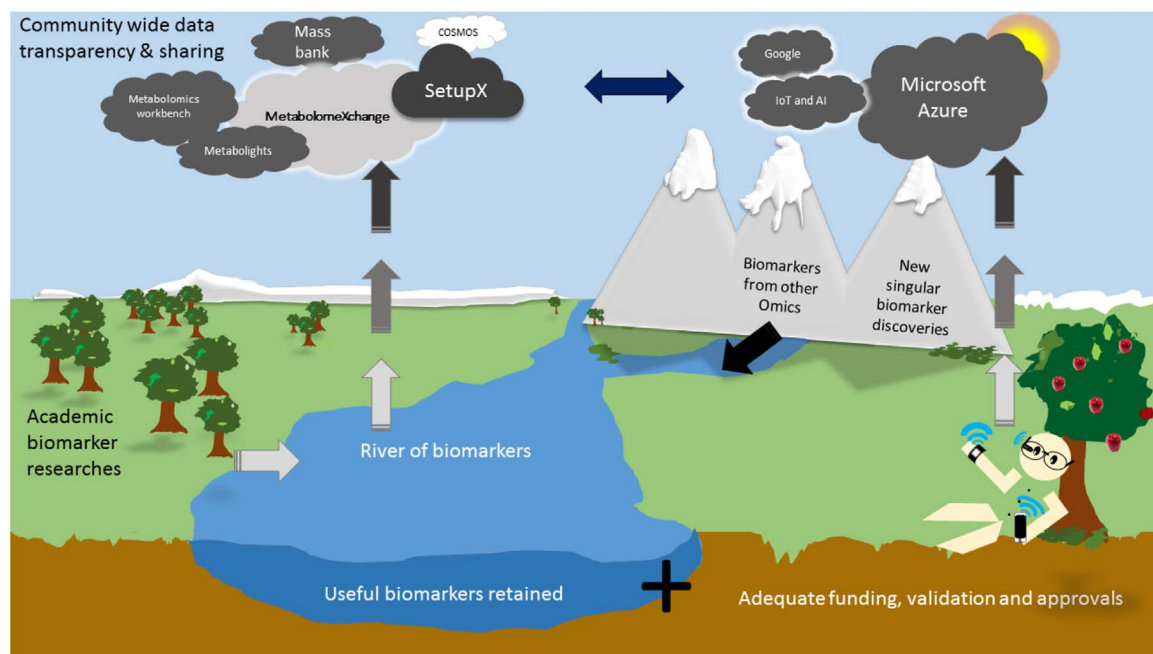 Community wide data
transparency & sharing
Mass
bank
COSMOS
SetupX
Metabolomics
workbench
MetabolomeXchange
Metabolights
Google
IoT and AI
Microsoft
Azure
Biomarkers
from other
Omics
New
singular
biomarker
discoveries
Academic
biomarker
researches
River of biomarkers
Useful biomarkers retained
+
Adequate funding, validation and approvals